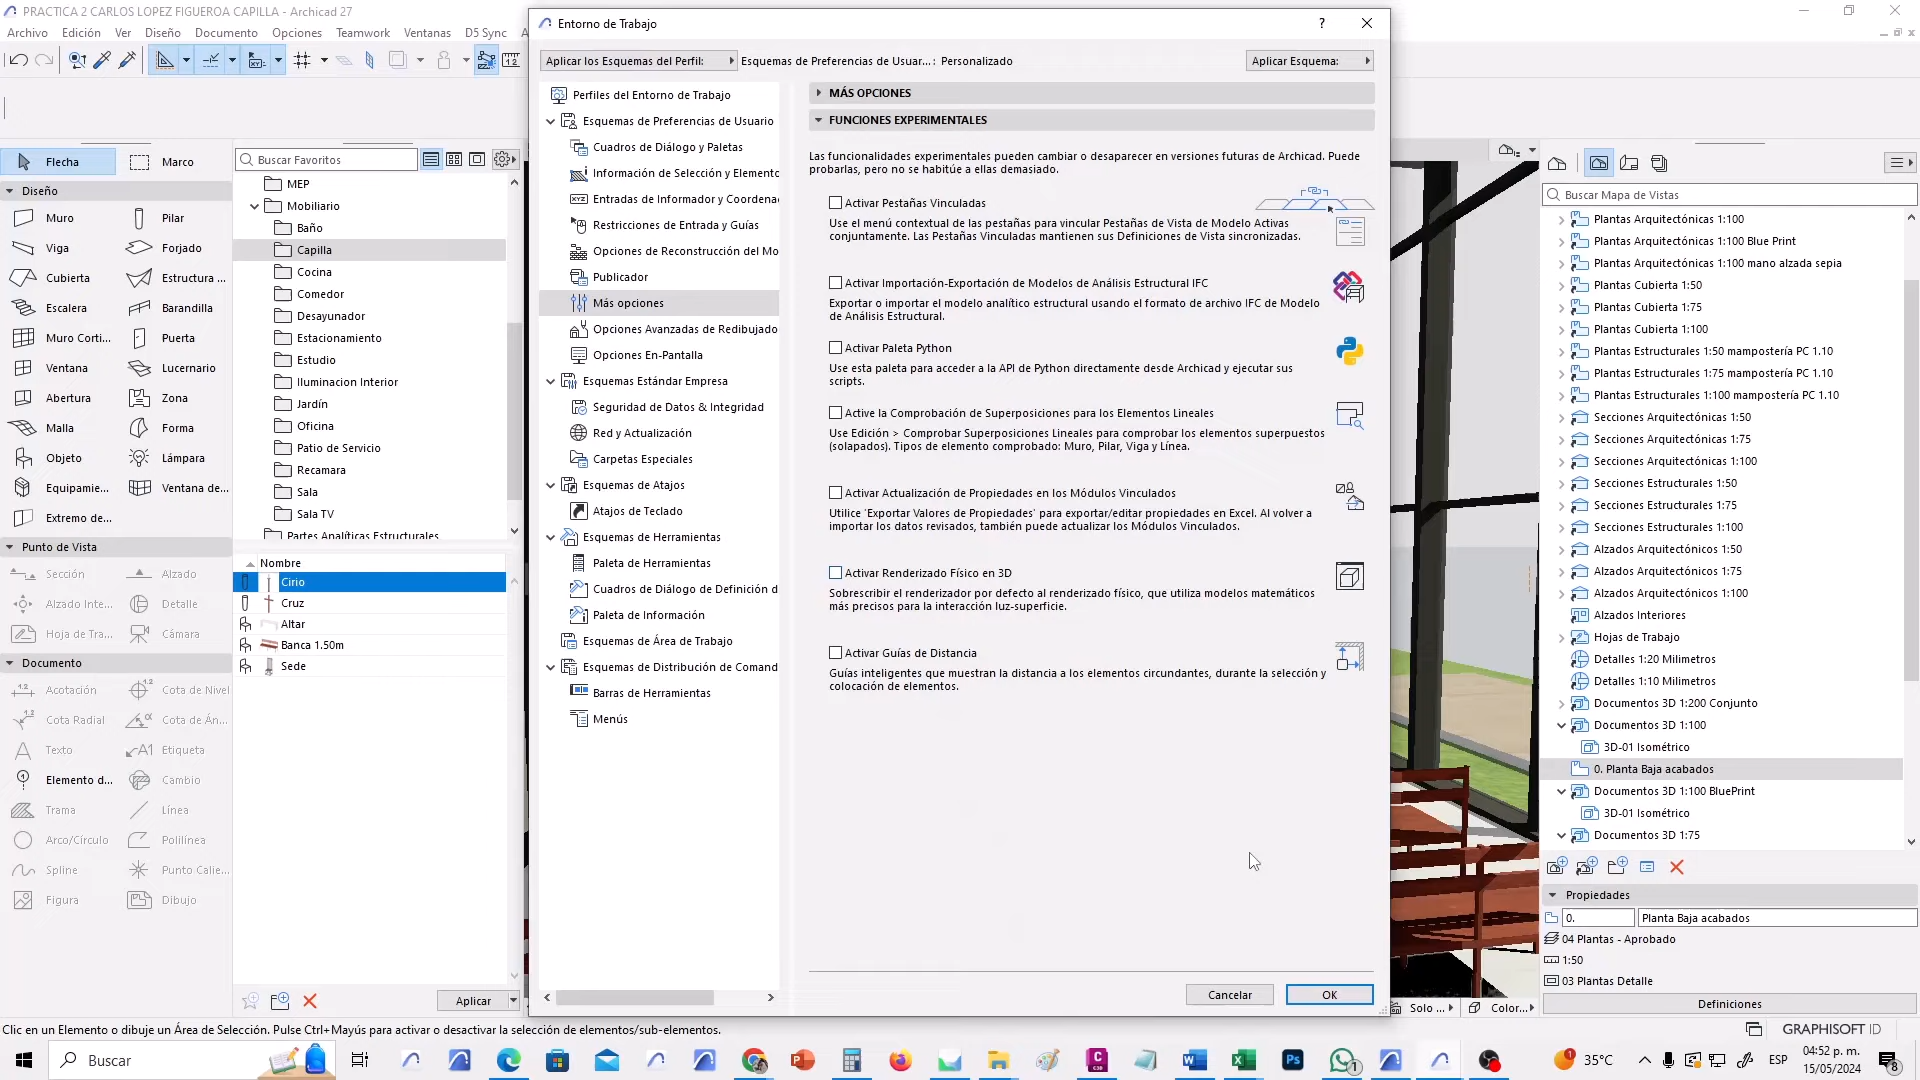 PRACTICA 2 CARLOS LOPEZ FIGUEROA CAPILLA - Archicad 27
Archivo Edición Ver Diseño Documento Opciones Teamwork Ventanas D5 Sync
Flecha Marco
Diseño
Muro Pilar
Viga Forjado
Cubierta Estructura ...
Escalera Barandilla
Muro Corti... Puerta
Ventana Lucernario
Abertura Zona
Malla Forma
Objeto Lámpara
Equipamie... Ventana de...
Extremo de...
Punto de Vista
Sección Alzado
Alzado Inte... Detalle
Hoja de Tra... Cámara
Documento
Acotación Cota de Nivel
Cota Radial Cota de Án...
Texto Etiqueta
Elemento d... Cambio
Trama Línea
Arco/Círculo Polilínea
Spline Punto Calie...
Figura Dibujo
Buscar Favoritos
MEP
Mobiliario
Baño
Capilla
Cocina
Comedor
Desayunador
Estacionamiento
Estudio
Iluminacion Interior
Jardín
Oficina
Patio de Servicio
Recamara
Sala
Sala TV
Partes Analíticas Estructurales
Nombre
Cirio
Cruz
Altar
Banca 1.50m
Sede
Aplicar
Entorno de Trabajo
Aplicar los Esquemas del Perfil: Esquemas de Preferencias de Usuar... : Personalizado Aplicar Esquema:
Perfiles del Entorno de Trabajo
Esquemas de Preferencias de Usuario
Cuadros de Diálogo y Paletas
Información de Selección y Elemento
Entradas de Informador y Coordena
Restricciones de Entrada y Guías
Opciones de Reconstrucción del Mo
Publicador
Más opciones
Opciones Avanzadas de Redibujado
Opciones En-Pantalla
Esquemas Estándar Empresa
Seguridad de Datos & Integridad
Red y Actualización
Carpetas Especiales
Esquemas de Atajos
Atajos de Teclado
Esquemas de Herramientas
Paleta de Herramientas
Cuadros de Diálogo de Definición d
Paleta de Información
Esquemas de Área de Trabajo
Esquemas de Distribución de Comand
Barras de Herramientas
Menús
MÁS OPCIONES
FUNCIONES EXPERIMENTALES
Las funcionalidades experimentales pueden cambiar o desaparecer en versiones futuras de Archicad. Puede
probarlas, pero no se habitúe a ellas demasiado.
Activar Pestañas Vinculadas
Use el menú contextual de las pestañas para vincular Pestañas de Vista de Modelo Activas
conjuntamente. Las Pestañas Vinculadas mantienen sus Definiciones de Vista sincronizadas.
Activar Importación-Exportación de Modelos de Análisis Estructural IFC
Exportar o importar el modelo analítico estructural usando el formato de archivo IFC de Modelo
de Análisis Estructural.
Activar Paleta Python
Use esta paleta para acceder a la API de Python directamente desde Archicad y ejecutar sus
scripts.
Active la Comprobación de Superposiciones para los Elementos Lineales
Use Edición > Comprobar Superposiciones Lineales para comprobar los elementos superpuestos
(solapados). Tipos de elemento comprobado: Muro, Pilar, Viga y Línea.
Activar Actualización de Propiedades en los Módulos Vinculados
Utilice 'Exportar Valores de Propiedades' para exportar/editar propiedades en Excel. Al volver a
importar los datos revisados, también puede actualizar los Módulos Vinculados.
Activar Renderizado Físico en 3D
Sobrescribir el renderizador por defecto al renderizado físico, que utiliza modelos matemáticos
más precisos para la interacción luz-superficie.
Activar Guías de Distancia
Guías inteligentes que muestran la distancia a los elementos circundantes, durante la selección y
colocación de elementos.
Cancelar OK
Buscar Mapa de Vistas
Plantas Arquitectónicas 1:100
Plantas Arquitectónicas 1:100 Blue Print
Plantas Arquitectónicas 1:100 mano alzada sepia
Plantas Cubierta 1:50
Plantas Cubierta 1:75
Plantas Cubierta 1:100
Plantas Estructurales 1:50 mampostería PC 1.10
Plantas Estructurales 1:75 mampostería PC 1.10
Plantas Estructurales 1:100 mampostería PC 1.10
Secciones Arquitectónicas 1:50
Secciones Arquitectónicas 1:75
Secciones Arquitectónicas 1:100
Secciones Estructurales 1:50
Secciones Estructurales 1:75
Secciones Estructurales 1:100
Alzados Arquitectónicos 1:50
Alzados Arquitectónicos 1:75
Alzados Arquitectónicos 1:100
Alzados Interiores
Hojas de Trabajo
Detalles 1:20 Milimetros
Detalles 1:10 Milimetros
Documentos 3D 1:200 Conjunto
Documentos 3D 1:100
3D-01 Isométrico
0. Planta Baja acabados
Documentos 3D 1:100 BluePrint
3D-01 Isométrico
Documentos 3D 1:75
Propiedades
0. Planta Baja acabados
04 Plantas - Aprobado
1:50
03 Plantas Detalle
Definiciones
Solo ... Color...
Clic en un Elemento o dibuje un Área de Selección. Pulse Ctrl+Mayús para activar o desactivar la selección de elementos/sub-elementos.
GRAPHISOFT ID
Buscar
35°C ESP 04:52 p. m.
15/05/2024